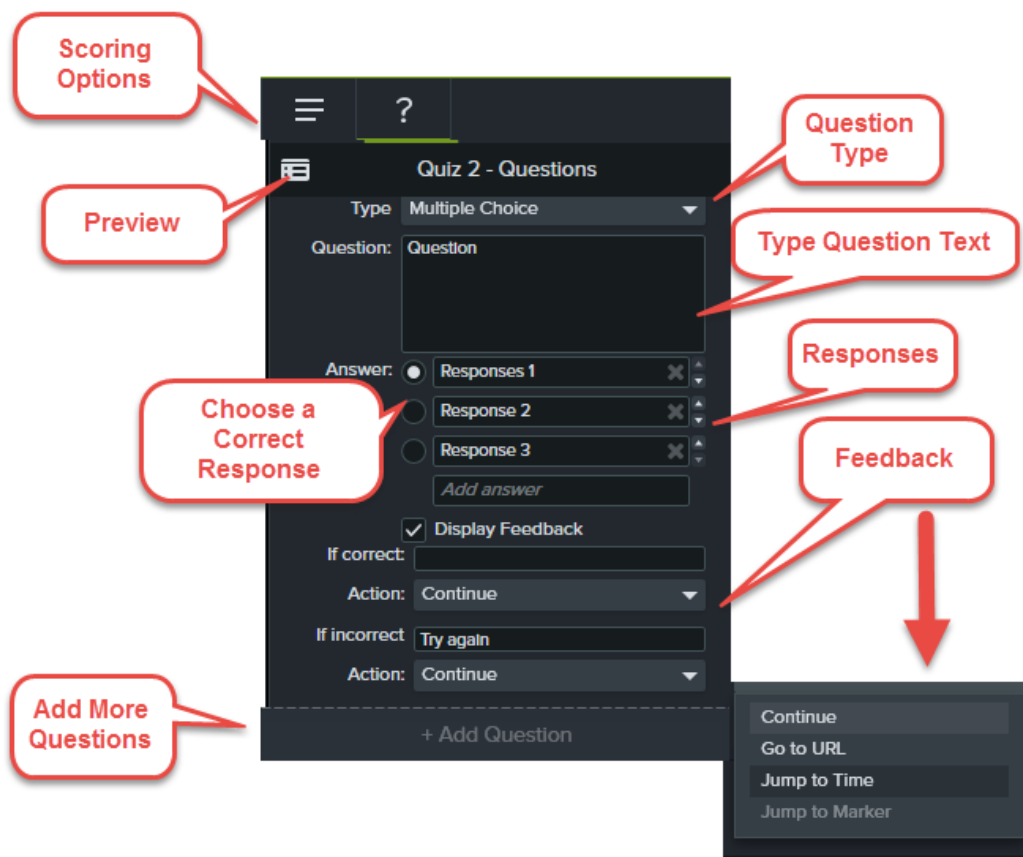 Scoring
Options
?
Quiz 2 - Questions
Question
Type
Preview
Type Multiple Choice
Type Question Text
Question: Question
Responses
Answer: Responses 1
Choose a
Correct
Response
Response 2
Response 3
Add answer
Feedback
Display Feedback
If correct:
Action: Continue
If incorrect Try again
Action: Continue
Add More
Questions
+ Add Question
Continue
Go to URL
Jump to Time
Jump to Marker